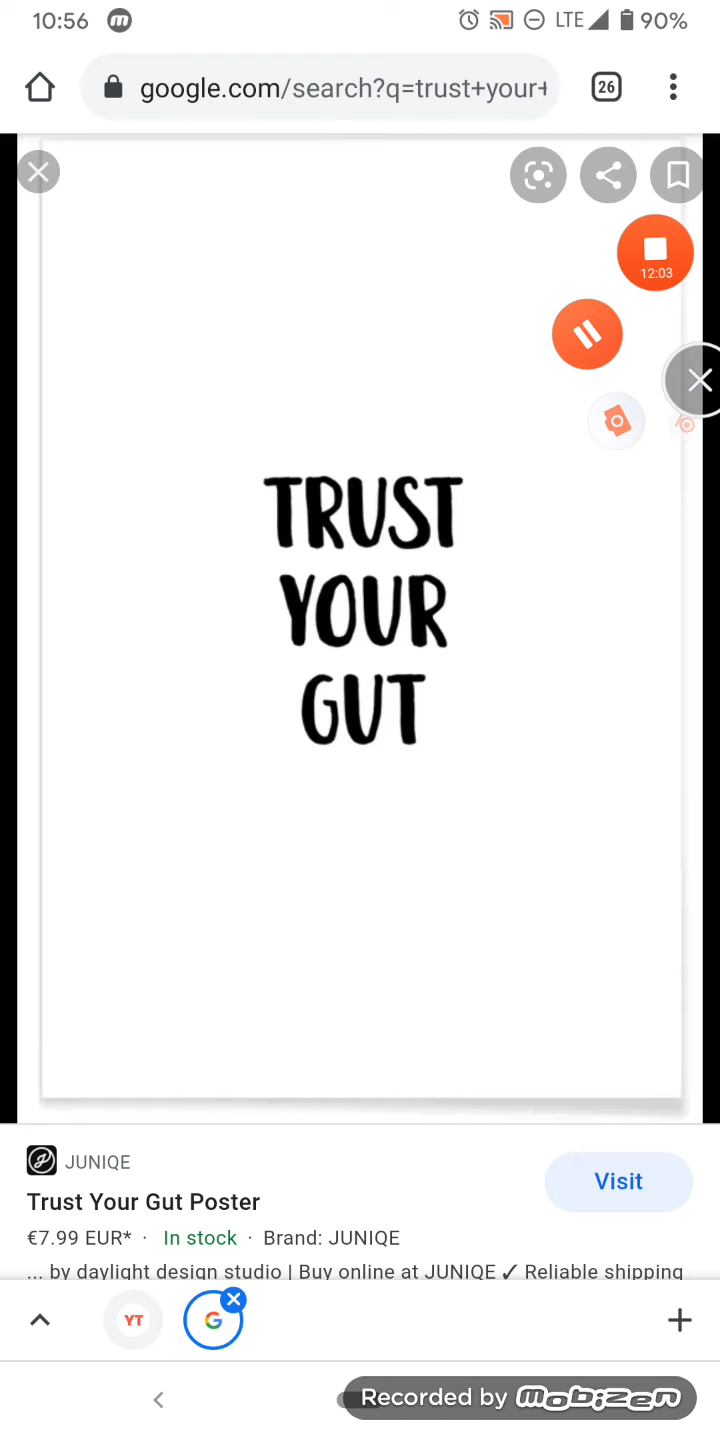 10:56 m LTE 90%
google.com/search?q=trust+your+
26
12:03
TRUST
YOUR
GUT
JUNIQE
Visit
Trust Your Gut Poster
€7.99 EUR* · In stock · Brand: JUNIQE
... by daylight design studio | Buy online at JUNIQE ✓ Reliable shipping
YT G
Recorded by Mobizen